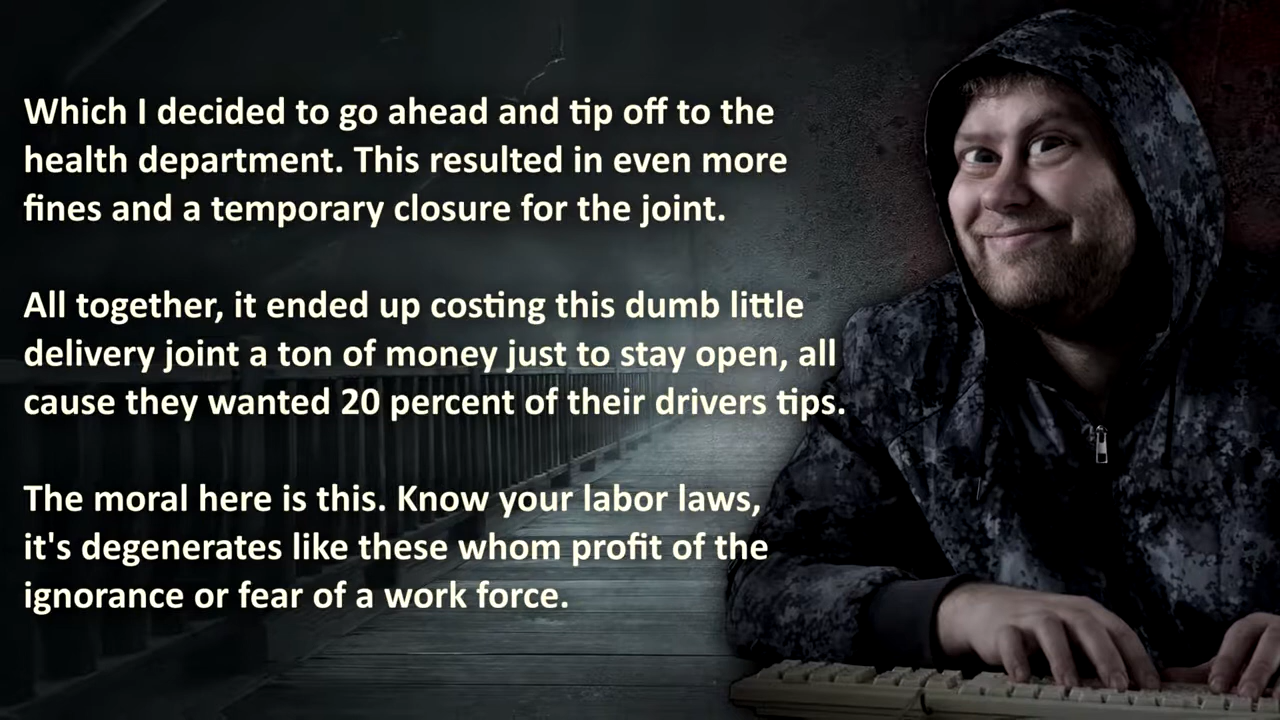 Which I decided to go ahead and tip off to the
health department. This resulted in even more
fines and a temporary closure for the joint.
All together, it ended up costing this dumb little
delivery joint a ton of money just to stay open, all
cause they wanted 20 percent of their drivers tips.
The moral here is this. Know your labor laws,
it's degenerates like these whom profit of the
ignorance or fear of a work force.